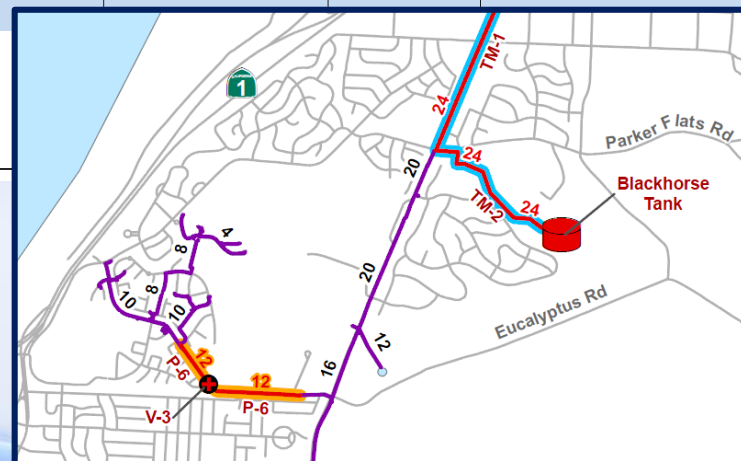 TM-1
CALIFORNIA
1
24
Parker Flats Rd
20
24
Blackhorse
Tank
TM-2
24
4
8
20
8
10
10
Eucalyptus Rd
12
16
12
P-6
12
P-6
V-3